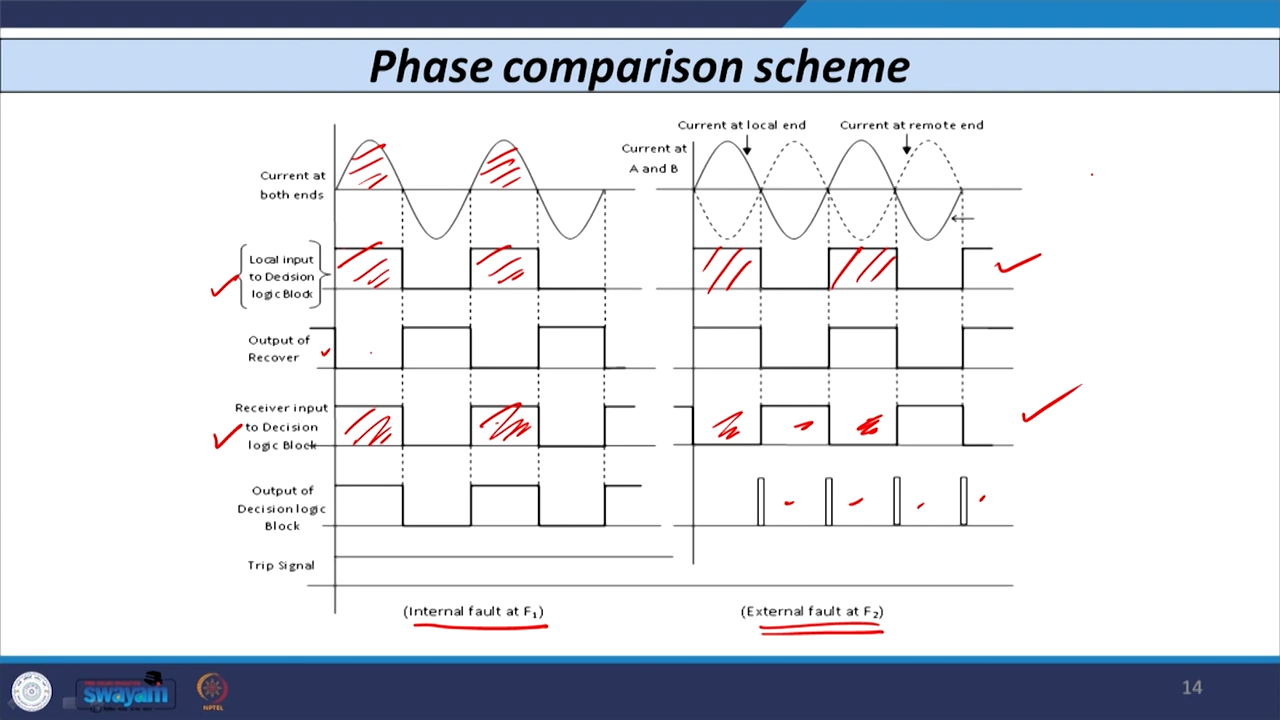 Phase comparison scheme
Current at local end
Current at remote end
Current at
both ends
Current at
A and B
Local input
to Decision
logic Block
Output of
Recover
Receiver input
to Decision
logic Block
Output of
Decision logic
Block
Trip Signal
(Internal fault at F₁)
(External fault at F₂)
swayam
NPTEL
14